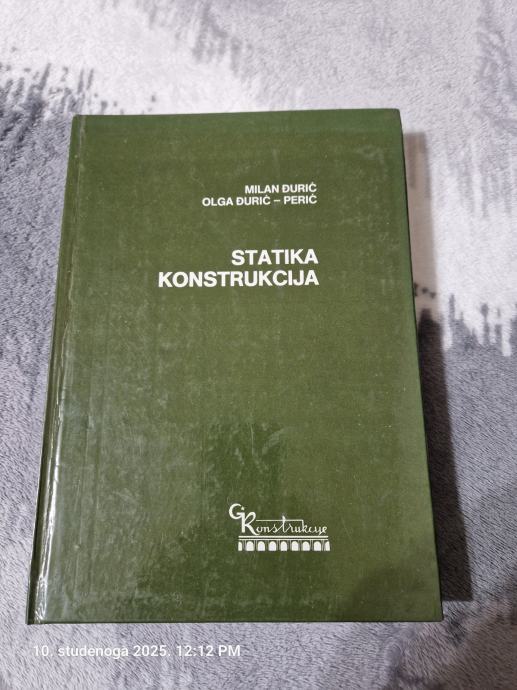 MILAN ĐURIĆ
OLGA ĐURIĆ – PERIĆ
STATIKA
KONSTRUKCIJA
GKonstrukcije
10. studenoga 2025. 12:12 PM